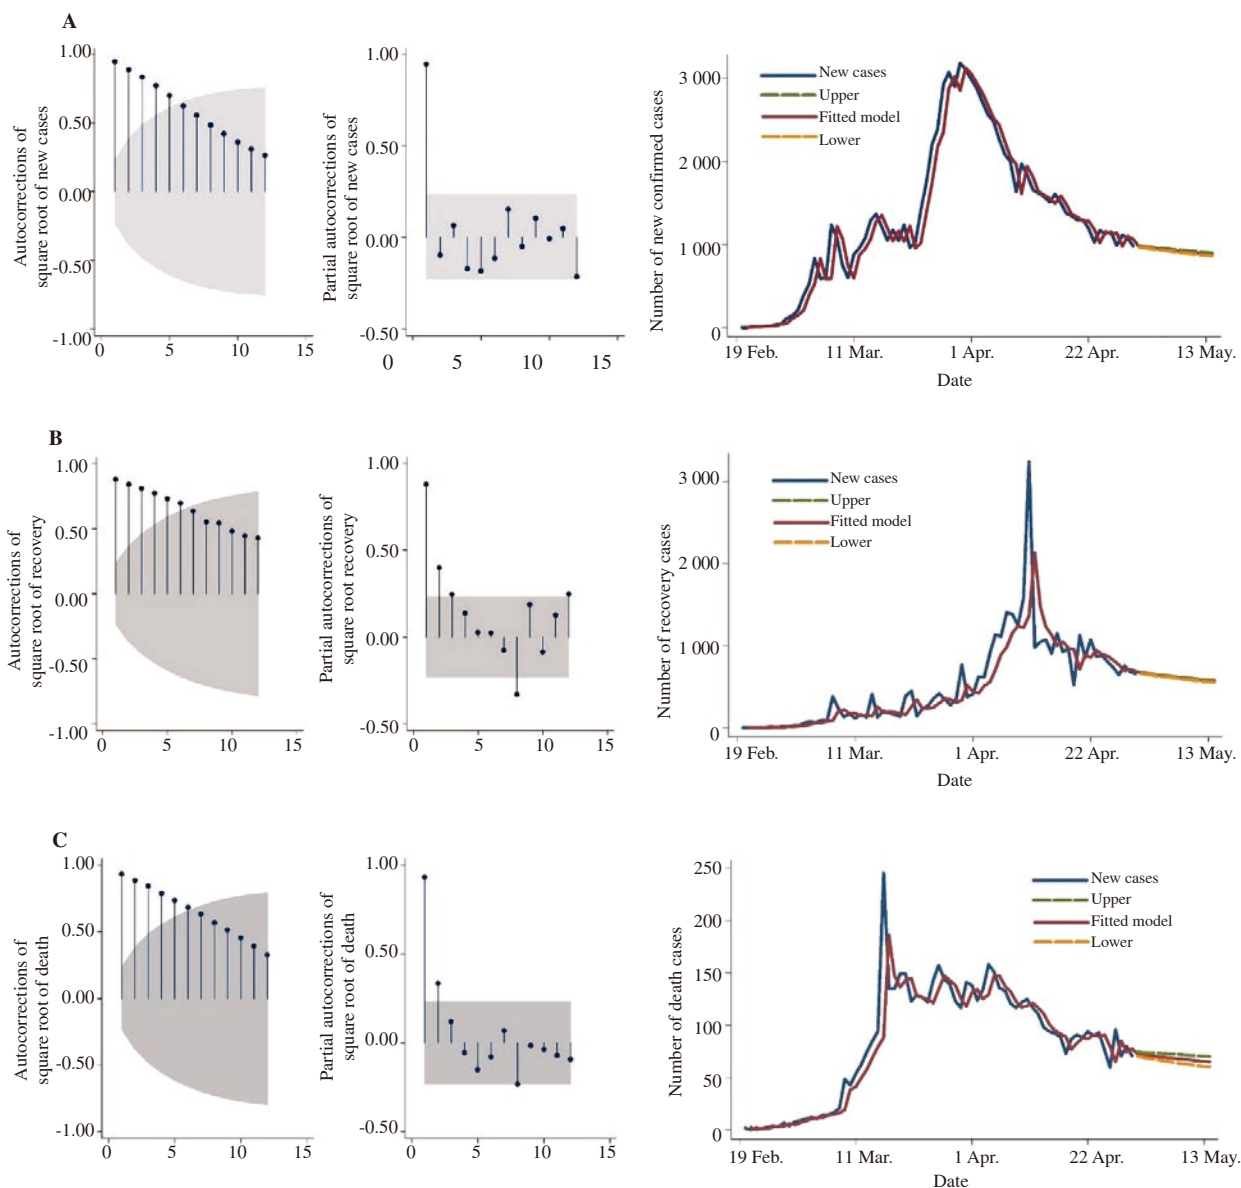 A
Autocorrections of
square root of new cases
1.00
0.50
0.00
-0.50
-1.00
0 5 10 15
Partial autocorrections of
square root of new cases
1.00
0.50
0.00
-0.50
0 5 10 15
Number of new confirmed cases
3 000
2 000
1 000
0
New cases
Upper
Fitted model
Lower
19 Feb. 11 Mar. 1 Apr. 22 Apr. 13 May.
Date
B
Autocorrections of
square root of recovery
1.00
0.50
0.00
-0.50
-1.00
0 5 10 15
Partial autocorrections of
square root recovery
1.00
0.50
0.00
-0.50
0 5 10 15
Number of recovery cases
3 000
2 000
1 000
0
New cases
Upper
Fitted model
Lower
19 Feb. 11 Mar. 1 Apr. 22 Apr. 13 May.
Date
C
Autocorrections of
square root of death
1.00
0.50
0.00
-0.50
-1.00
0 5 10 15
Partial autocorrections of
square root of death
1.00
0.50
0.00
-0.50
0 5 10 15
Number of death cases
250
200
150
100
50
0
New cases
Upper
Fitted model
Lower
19 Feb. 11 Mar. 1 Apr. 22 Apr. 13 May.
Date